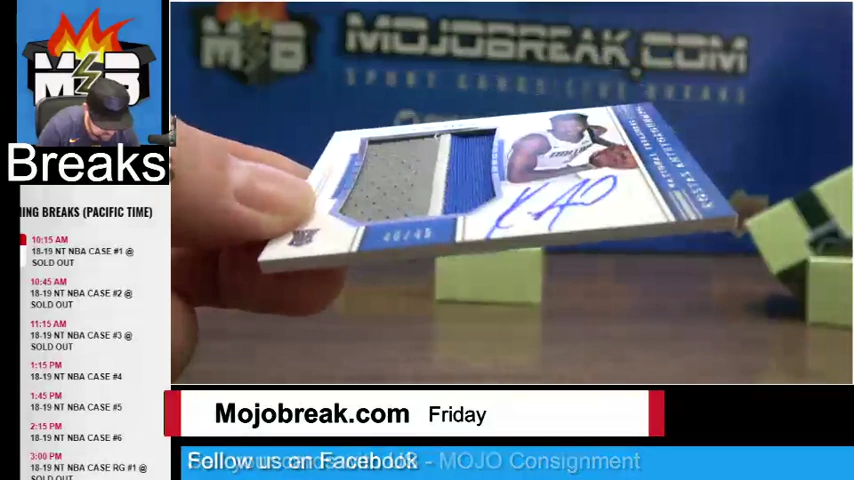 M B
Breaks
ING BREAKS (PACIFIC TIME)
10:15 AM
18-19 NT NBA CASE #1 @
SOLD OUT
10:45 AM
18-19 NT NBA CASE #2 @
SOLD OUT
11:15 AM
18-19 NT NBA CASE #3 @
SOLD OUT
1:15 PM
18-19 NT NBA CASE #4
1:45 PM
18-19 NT NBA CASE #5
2:15 PM
18-19 NT NBA CASE #6
3:00 PM
18-19 NT NBA CASE RG #1 @
SOLD OUT
M B
MOJOBREAK.COM
SPORT CARDS LIVE BREAKS
KOSTAS ANTETOKOUNMPO
Mojobreak.com Friday
Follow us on Facebook
- MOJO Consignment